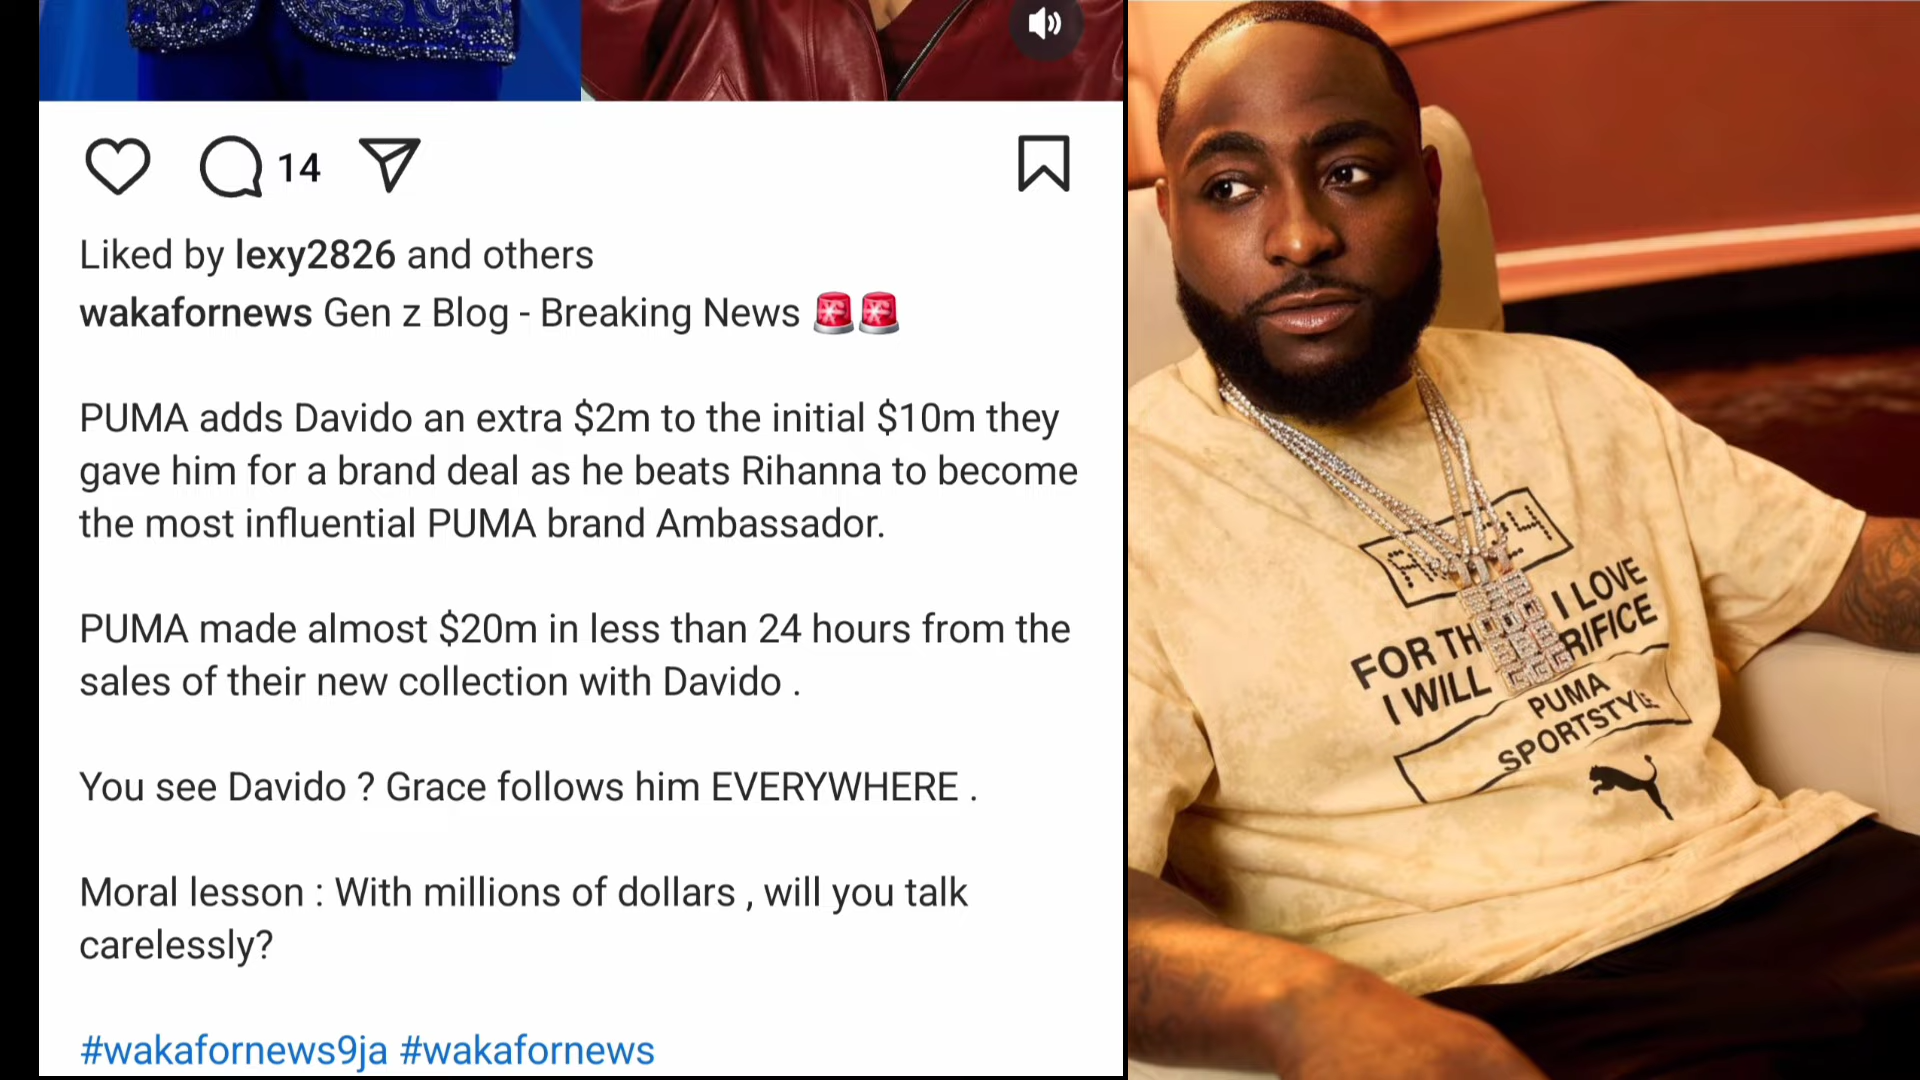 14
Liked by lexy2826 and others
wakafornews Gen z Blog - Breaking News 🚨🚨
PUMA adds Davido an extra $2m to the initial $10m they
gave him for a brand deal as he beats Rihanna to become
the most influential PUMA brand Ambassador.
PUMA made almost $20m in less than 24 hours from the
sales of their new collection with Davido .
You see Davido ? Grace follows him EVERYWHERE .
Moral lesson : With millions of dollars , will you talk
carelessly?
#wakafornews9ja #wakafornews
I LOVE
FOR TH
RIFICE
I WILL
PUMA
SPORTSTYLE